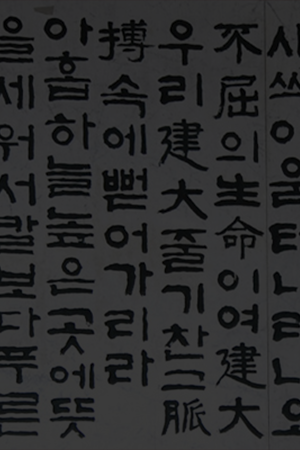 不屈의生命이여建大
우리建大줄기찬그脈
搏속에뻗어가리라
아홉하늘높은곳에뜻
을세워서람보다푸른